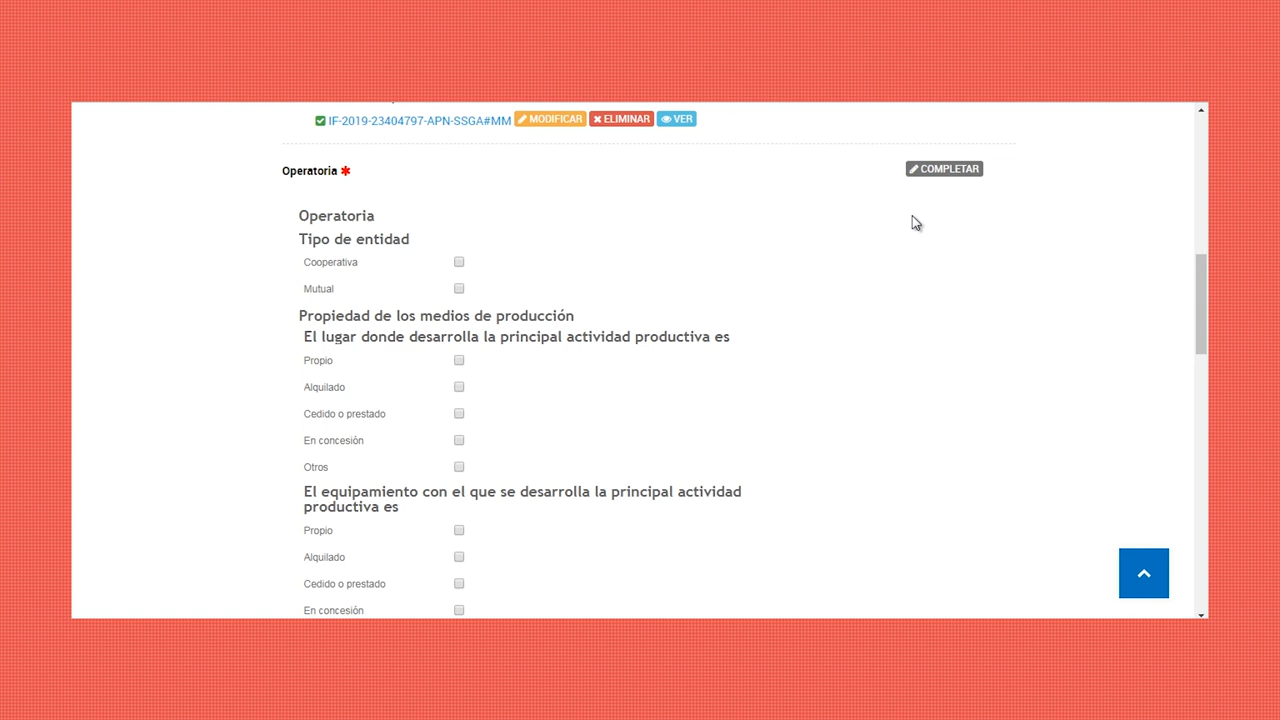 IF-2019-23404797-APN-SSGA#MM MODIFICAR ELIMINAR VER
Operatoria * COMPLETAR
Operatoria
Tipo de entidad
Cooperativa
Mutual
Propiedad de los medios de producción
El lugar donde desarrolla la principal actividad productiva es
Propio
Alquilado
Cedido o prestado
En concesión
Otros
El equipamiento con el que se desarrolla la principal actividad
productiva es
Propio
Alquilado
Cedido o prestado
En concesión